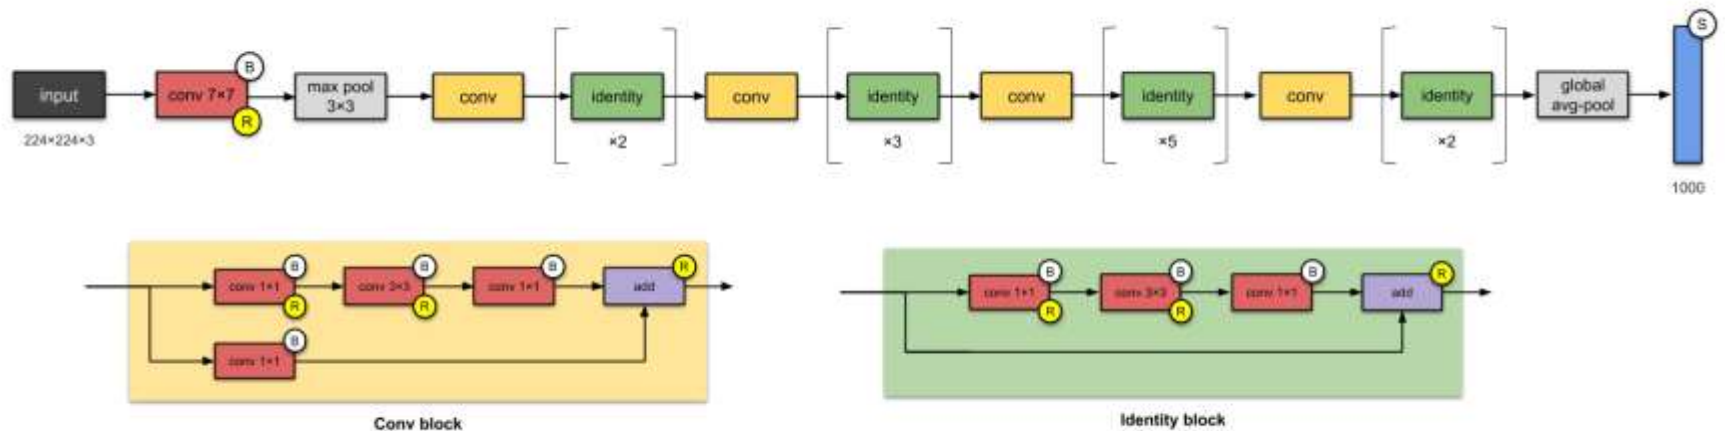 input
224×224×3
conv 7×7
B
R
max pool
3×3
conv
identity
×2
conv
identity
×3
conv
identity
×5
conv
identity
×2
global
avg-pool
S
1000
conv 1×1
B
R
conv 3×3
B
R
conv 1×1
B
add
R
conv 1×1
B
Conv block
conv 1×1
B
R
conv 3×3
B
R
conv 1×1
B
add
R
Identity block